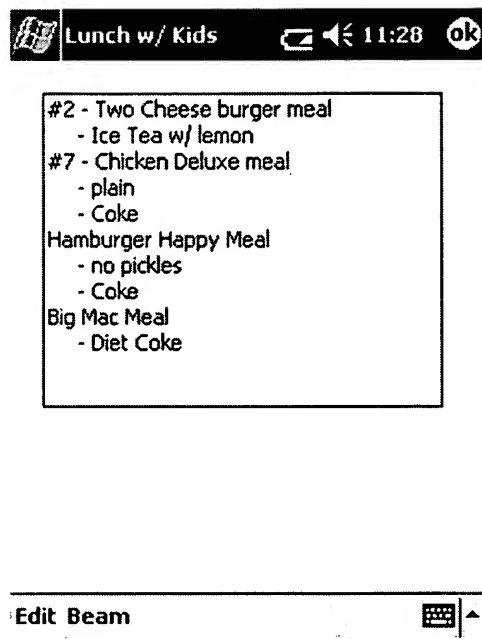 Lunch w/ Kids 11:28 ok
#2 - Two Cheese burger meal
- Ice Tea w/ lemon
#7 - Chicken Deluxe meal
- plain
- Coke
Hamburger Happy Meal
- no pickles
- Coke
Big Mac Meal
- Diet Coke
Edit Beam